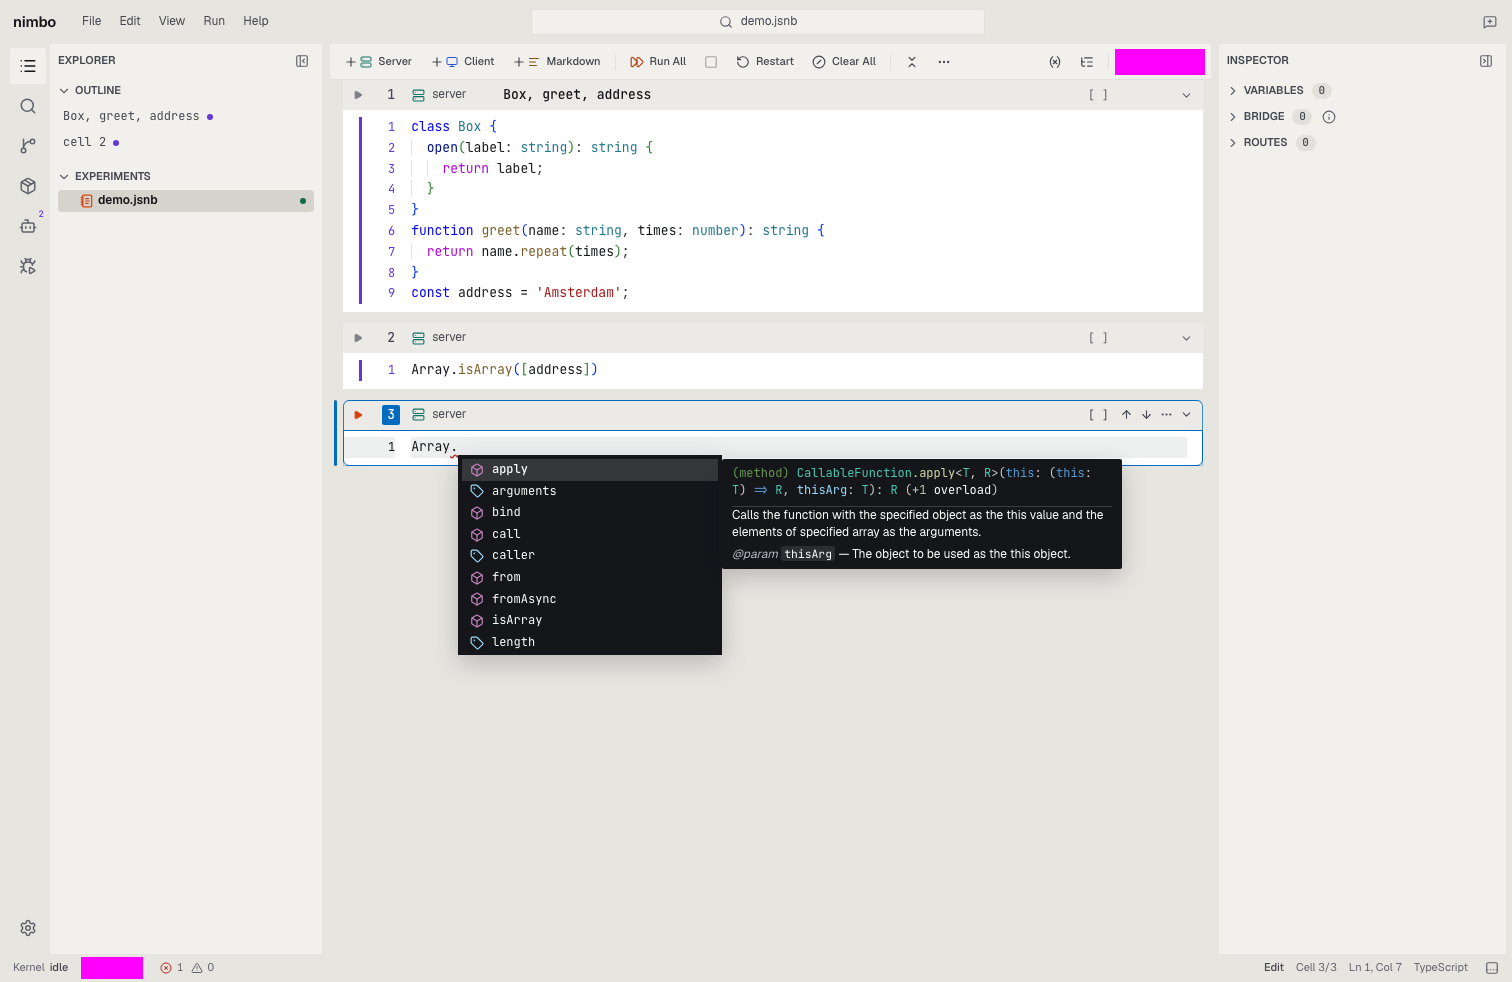 nimbo File Edit View Run Help
demo.jsnb
EXPLORER
OUTLINE
Box, greet, address
cell 2
EXPERIMENTS
demo.jsnb
2
Server Client Markdown Run All Restart Clear All
1 server Box, greet, address [ ]
1 class Box {
2 open(label: string): string {
3 return label;
4 }
5 }
6 function greet(name: string, times: number): string {
7 return name.repeat(times);
8 }
9 const address = 'Amsterdam';
2 server [ ]
1 Array.isArray([address])
3 server [ ]
1 Array.
apply
arguments
bind
call
caller
from
fromAsync
isArray
length
(method) CallableFunction.apply<T, R>(this: (this:
T) => R, thisArg: T): R (+1 overload)
Calls the function with the specified object as the this value and the
elements of specified array as the arguments.
@param thisArg — The object to be used as the this object.
INSPECTOR
VARIABLES 0
BRIDGE 0
ROUTES 0
Kernel idle 1 0
Edit Cell 3/3 Ln 1, Col 7 TypeScript